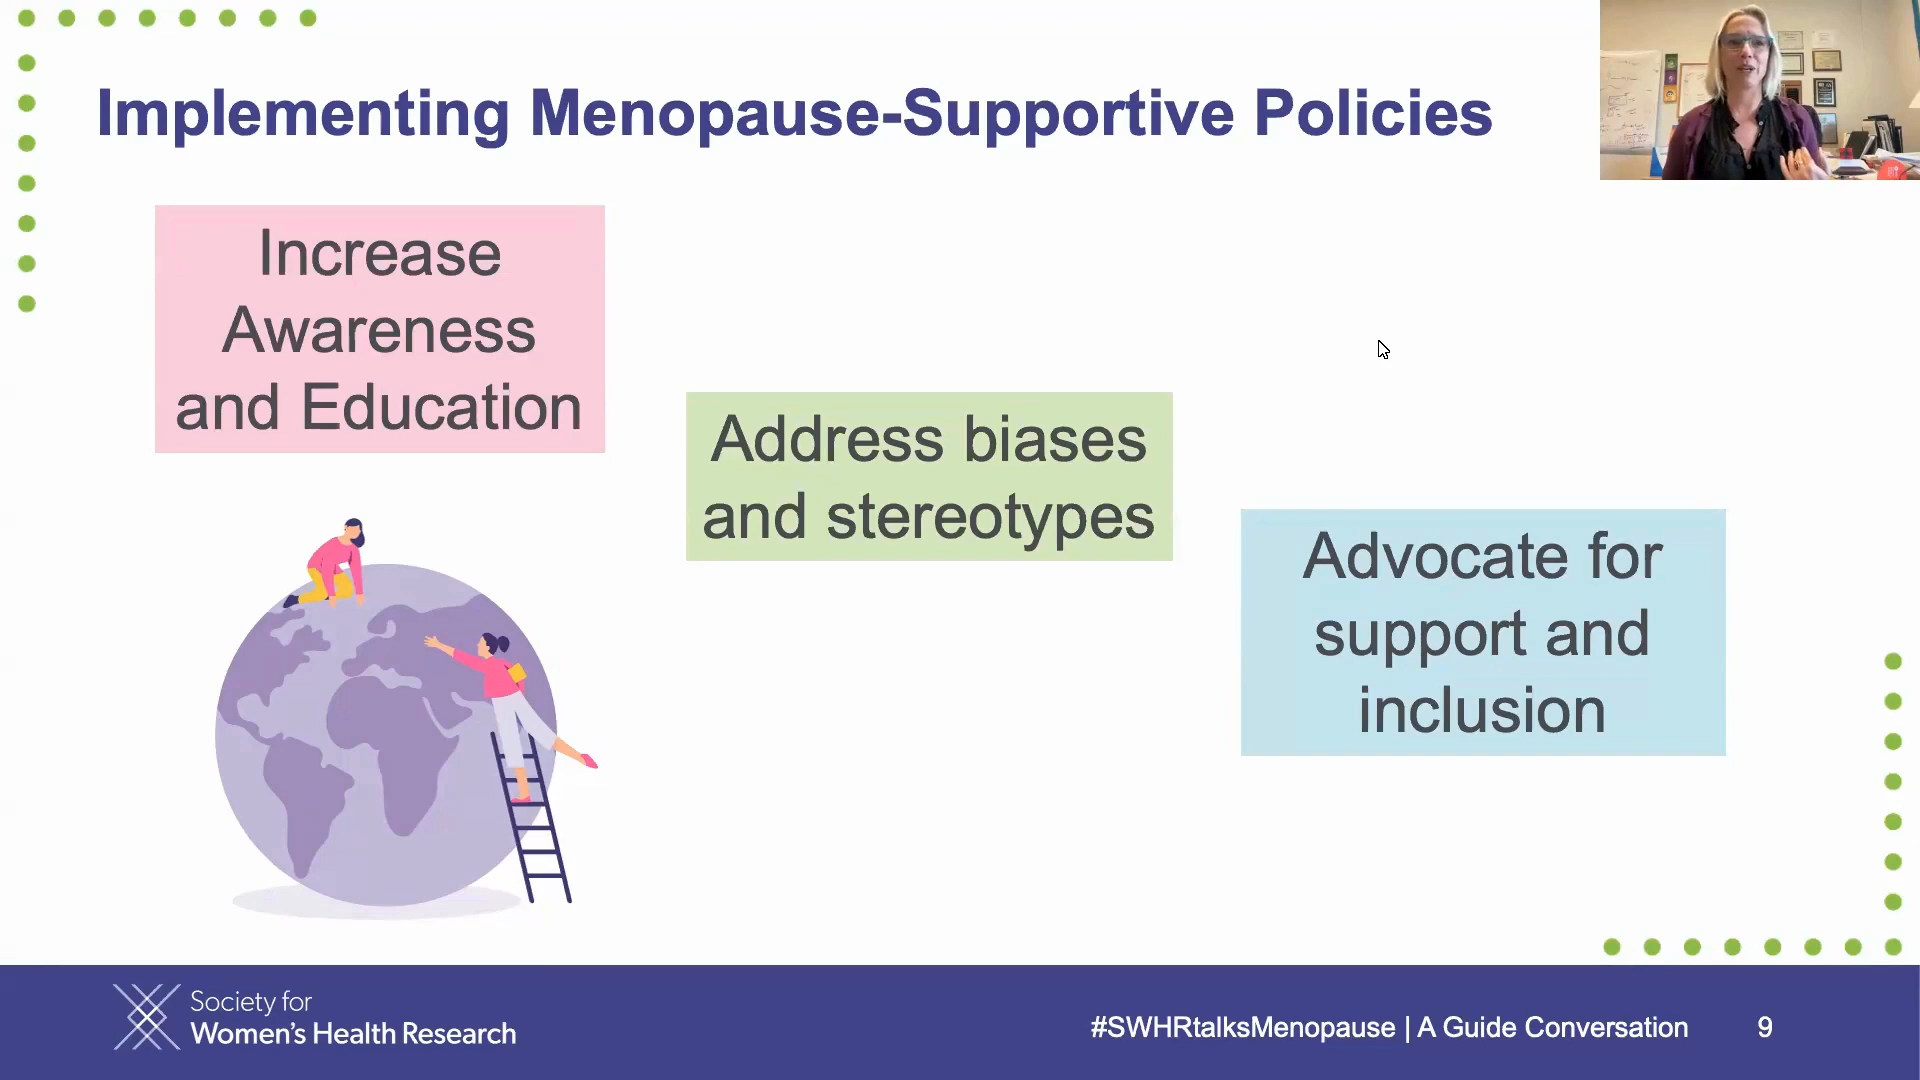 Implementing Menopause-Supportive Policies
Increase
Awareness
and Education
Address biases
and stereotypes
Advocate for
support and
inclusion
Society for
Women's Health Research
#SWHRtalksMenopause | A Guide Conversation
9